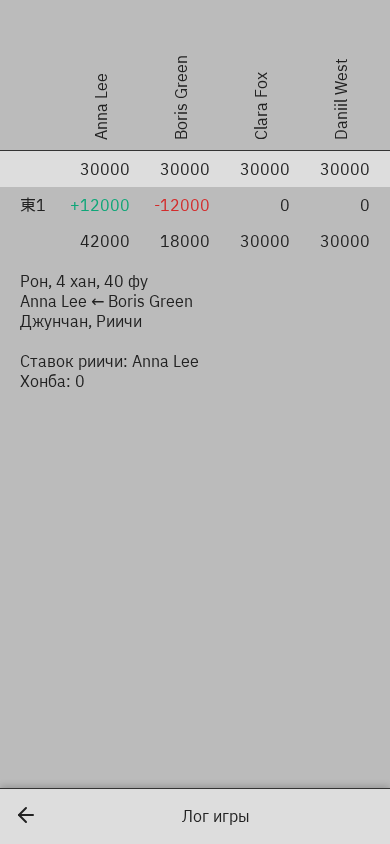 Anna Lee Boris Green Clara Fox Daniil West
30000 30000 30000 30000
東1 +12000 -12000 0 0
42000 18000 30000 30000
Рон, 4 хан, 40 фу
Anna Lee ← Boris Green
Джунчан, Риичи
Ставок риичи: Anna Lee
Хонба: 0
Лог игры